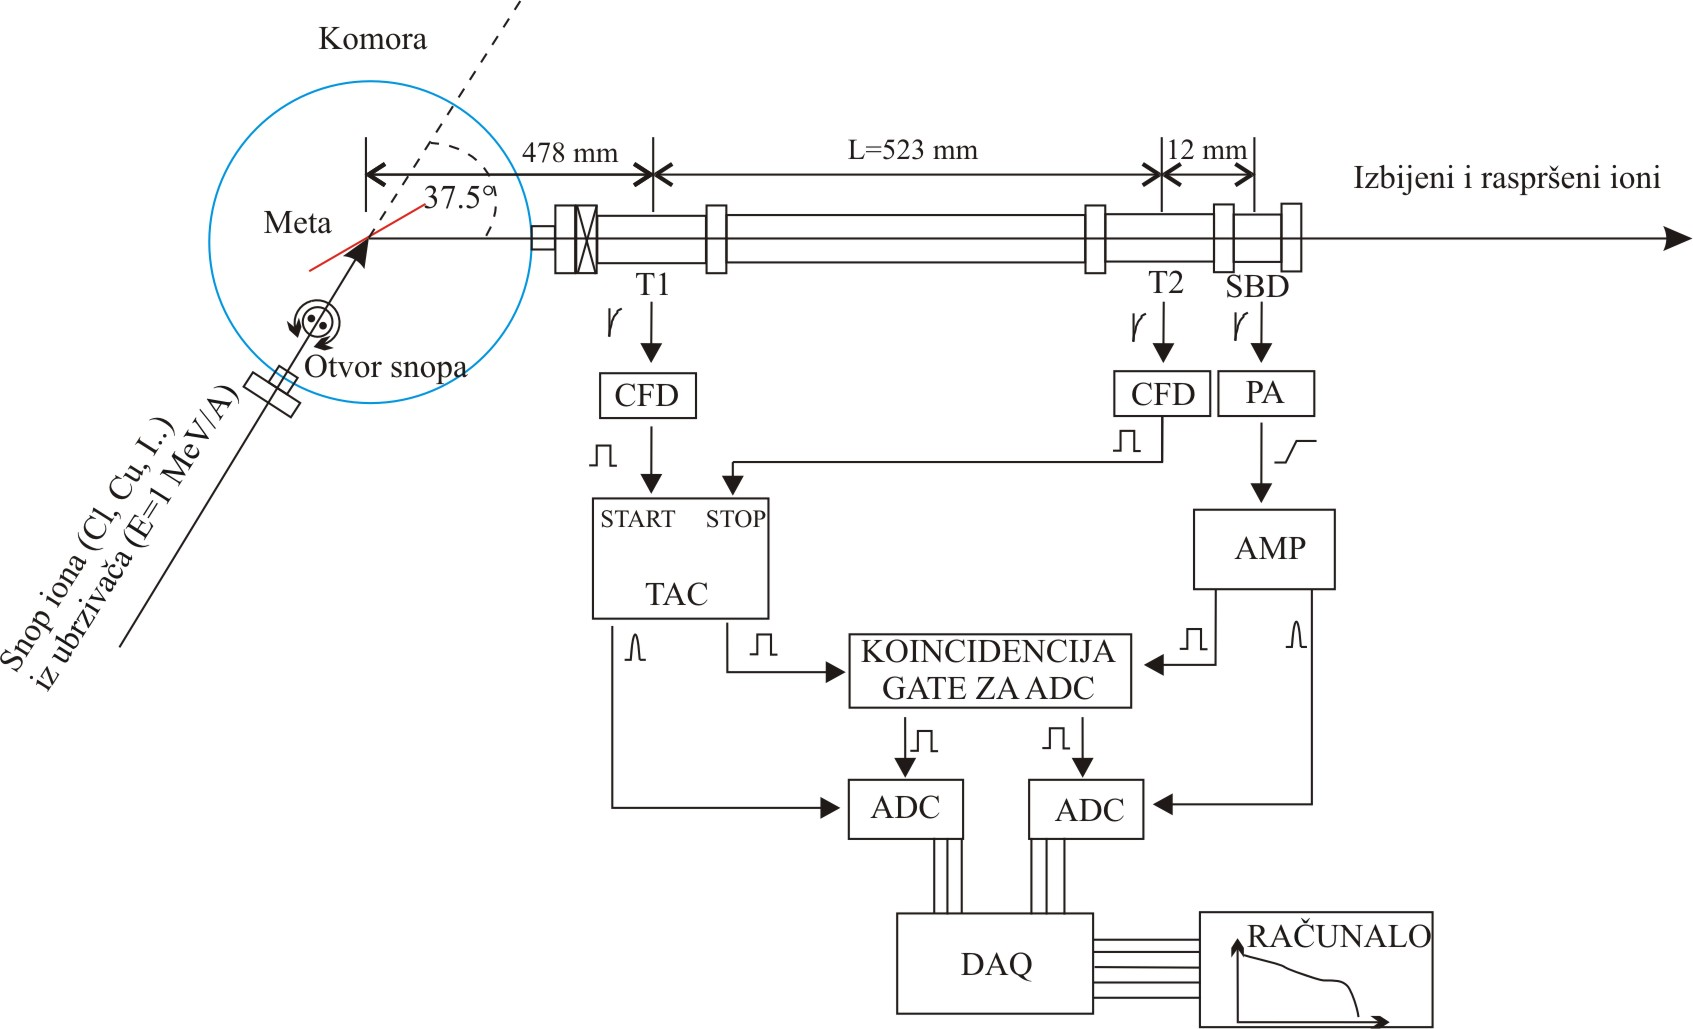 Komora
478 mm
L=523 mm
12 mm
Izbijeni i raspršeni ioni
37.5°
Meta
T1
T2
SBD
Otvor snopa
Snop iona (Cl, Cu, I..)
iz ubrzivača (E=1 MeV/A)
CFD
CFD
PA
START
STOP
TAC
AMP
KOINCIDENCIJA
GATE ZA ADC
ADC
ADC
DAQ
RAČUNALO